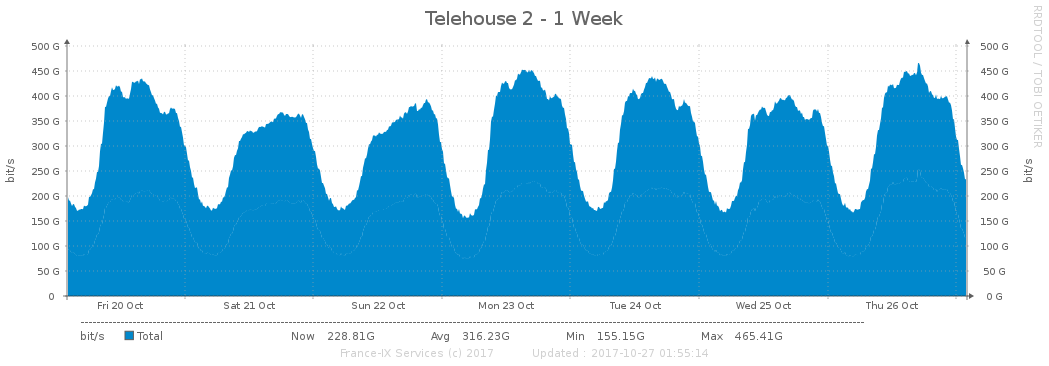 Telehouse 2 - 1 Week
RRDTOOL / TOBI OETIKER
bit/s
500 G
450 G
400 G
350 G
300 G
250 G
200 G
150 G
100 G
50 G
0
500 G
450 G
400 G
350 G
300 G
250 G
200 G
150 G
100 G
50 G
0 G
bit/s
Fri 20 Oct Sat 21 Oct Sun 22 Oct Mon 23 Oct Tue 24 Oct Wed 25 Oct Thu 26 Oct
bit/s Total Now 228.81G Avg 316.23G Min 155.15G Max 465.41G
France-IX Services (c) 2017 Updated : 2017-10-27 01:55:14